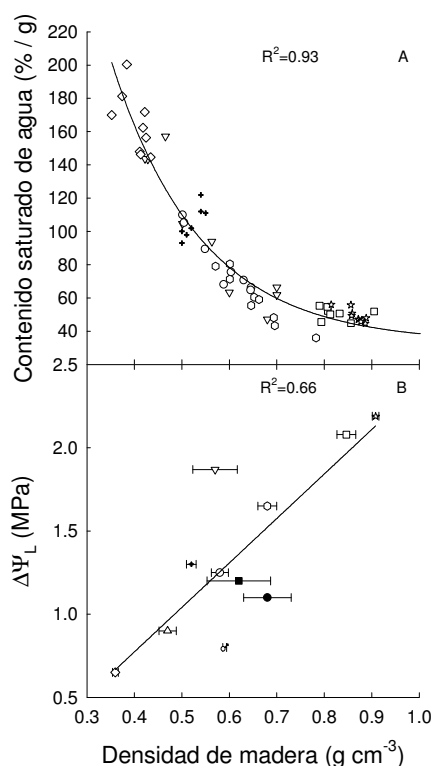 220
R²=0.93 A
200
180
160
140
120
100
80
60
40
Contenido saturado de agua (% / g)
2.5
R²=0.66 B
2.0
1.5
1.0
0.5
ΔΨL (MPa)
0.3 0.4 0.5 0.6 0.7 0.8 0.9 1.0
Densidad de madera (g cm⁻³)